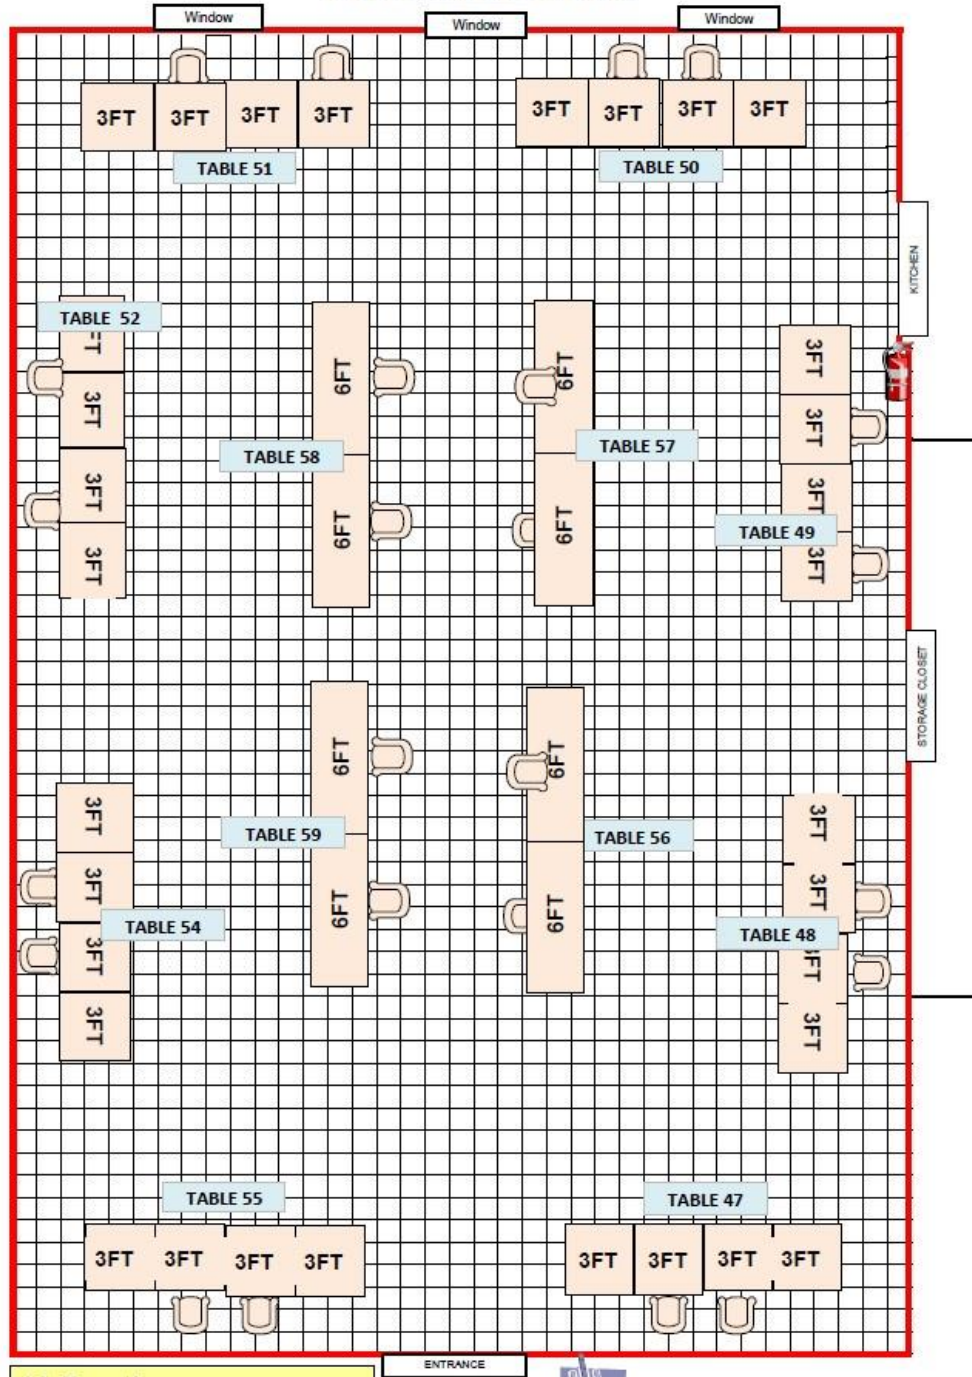 Window
Window
Window
3FT 3FT 3FT 3FT
3FT 3FT 3FT 3FT
TABLE 51
TABLE 50
KITCHEN
TABLE 52
FT
3FT
3FT
3FT
6FT
6FT
TABLE 58
6FT
6FT
TABLE 57
3FT
3FT
3FT
3FT
TABLE 49
STORAGE CLOSET
3FT
3FT
3FT
3FT
TABLE 54
6FT
6FT
TABLE 59
6FT
6FT
TABLE 56
3FT
3FT
FT
3FT
TABLE 48
TABLE 55
TABLE 47
3FT 3FT 3FT 3FT
3FT 3FT 3FT 3FT
ENTRANCE